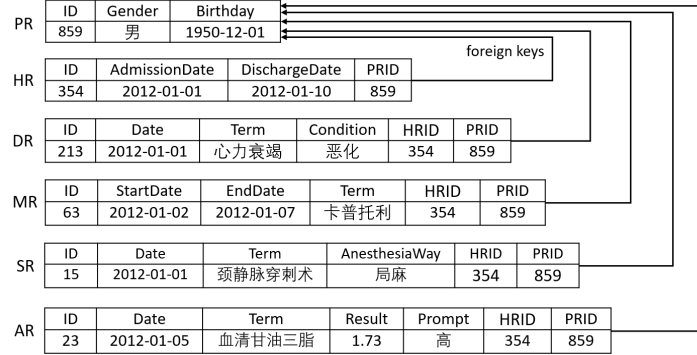 ID Gender Birthday
PR
859 男 1950-12-01
foreign keys
ID AdmissionDate DischargeDate PRID
HR
354 2012-01-01 2012-01-10 859
ID Date Term Condition HRID PRID
DR
213 2012-01-01 心力衰竭 恶化 354 859
ID StartDate EndDate Term HRID PRID
MR
63 2012-01-02 2012-01-07 卡普托利 354 859
ID Date Term AnesthesiaWay HRID PRID
SR
15 2012-01-01 颈静脉穿刺术 局麻 354 859
ID Date Term Result Prompt HRID PRID
AR
23 2012-01-05 血清甘油三脂 1.73 高 354 859